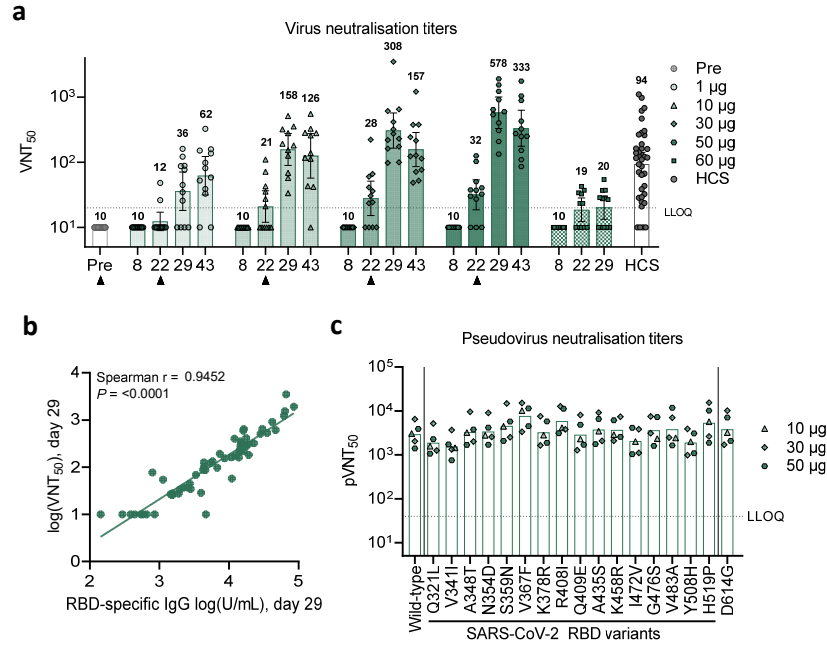 a
Virus neutralisation titers
VNT50
10³
10²
10¹
10
10
12
36
62
10
21
158
126
10
28
308
157
10
32
578
333
10
19
20
94
LLOQ
Pre
1 µg
10 µg
30 µg
50 µg
60 µg
HCS
Pre 8 22 29 43 8 22 29 43 8 22 29 43 8 22 29 43 8 22 29 HCS
b
Spearman r = 0.9452
P = <0.0001
log(VNT50), day 29
4
3
2
1
0
2 3 4 5
RBD-specific IgG log(U/mL), day 29
c
Pseudovirus neutralisation titers
pVNT50
10⁵
10⁴
10³
10²
10¹
LLOQ
10 µg
30 µg
50 µg
Wild-type
Q321L
V341I
A348T
N354D
S359N
V367F
K378R
R408I
Q409E
A435S
K458R
I472V
G476S
V483A
Y508H
H519P
D614G
SARS-CoV-2 RBD variants